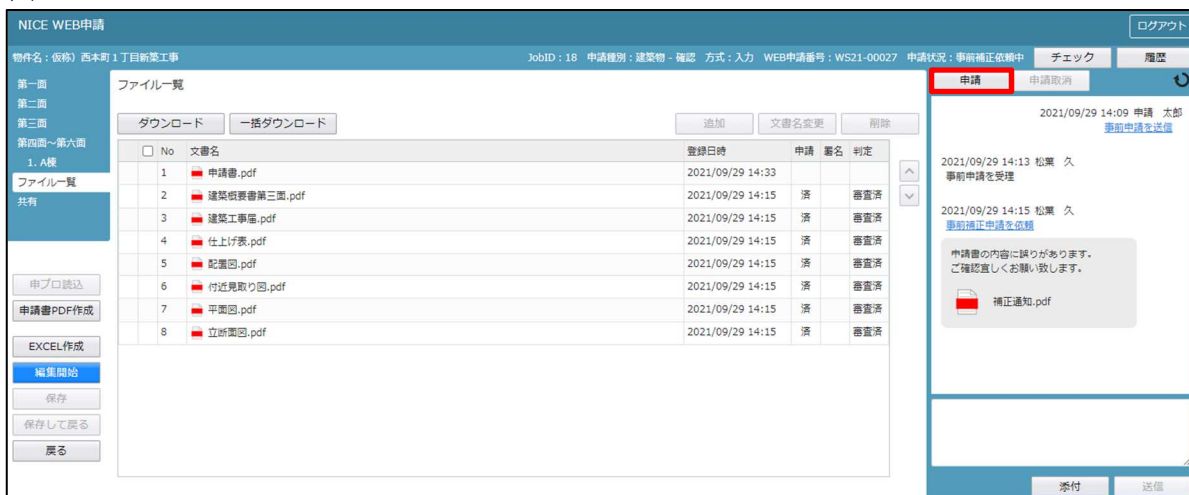 NICE WEB申請
ログアウト
物件名：仮称）西本町１丁目新築工事
JobID：18 申請種別：建築物 - 確認 方式：入力 WEB申請番号：WS21-00027 申請状況：事前補正依頼中
チェック
履歴
第一面
第二面
第三面
第四面～第六面
1. A棟
ファイル一覧
共有
申プロ読込
申請書PDF作成
EXCEL作成
編集開始
保存
保存して戻る
戻る
ファイル一覧
ダウンロード
一括ダウンロード
追加
文書名変更
削除
No 文書名 登録日時 申請 署名 判定
1 申請書.pdf 2021/09/29 14:33
2 建築概要書第三面.pdf 2021/09/29 14:15 済 審査済
3 建築工事届.pdf 2021/09/29 14:15 済 審査済
4 仕上げ表.pdf 2021/09/29 14:15 済 審査済
5 配置図.pdf 2021/09/29 14:15 済 審査済
6 付近見取り図.pdf 2021/09/29 14:15 済 審査済
7 平面図.pdf 2021/09/29 14:15 済 審査済
8 立断面図.pdf 2021/09/29 14:15 済 審査済
申請
申請取消
2021/09/29 14:09 申請 太郎
事前申請を送信
2021/09/29 14:13 松葉 久
事前申請を受理
2021/09/29 14:15 松葉 久
事前補正申請を依頼
申請書の内容に誤りがあります。
ご確認宜しくお願い致します。
補正通知.pdf
添付
送信